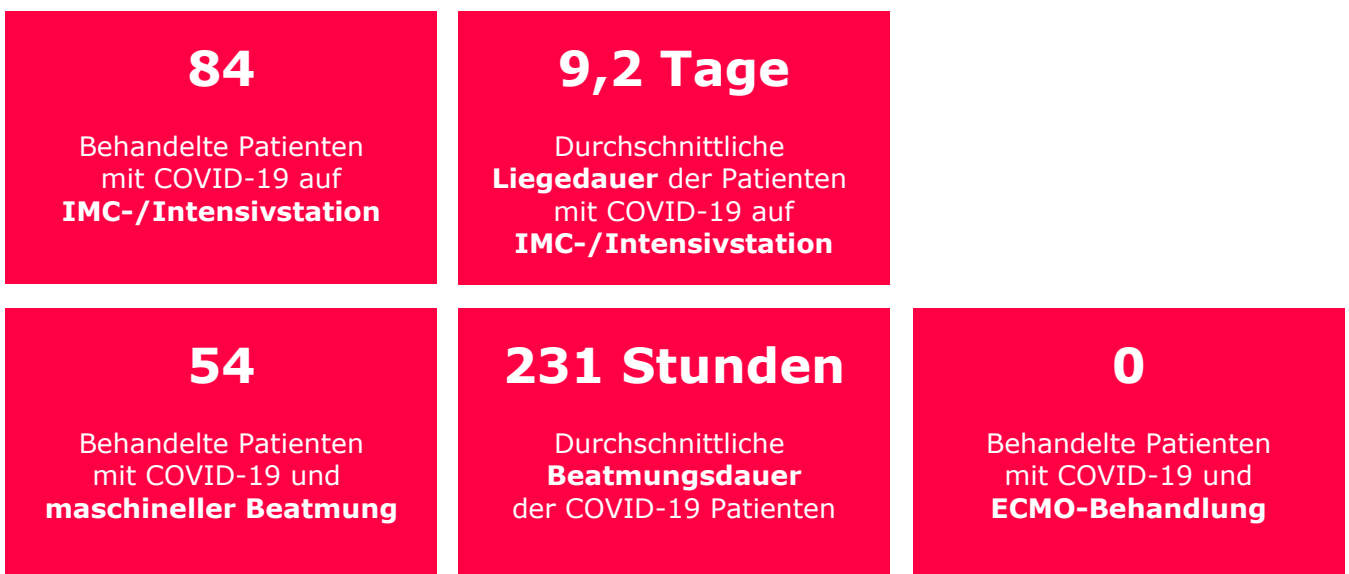 84
Behandelte Patienten
mit COVID-19 auf
IMC-/Intensivstation
9,2 Tage
Durchschnittliche
Liegedauer der Patienten
mit COVID-19 auf
IMC-/Intensivstation
54
Behandelte Patienten
mit COVID-19 und
maschineller Beatmung
231 Stunden
Durchschnittliche
Beatmungsdauer
der COVID-19 Patienten
0
Behandelte Patienten
mit COVID-19 und
ECMO-Behandlung